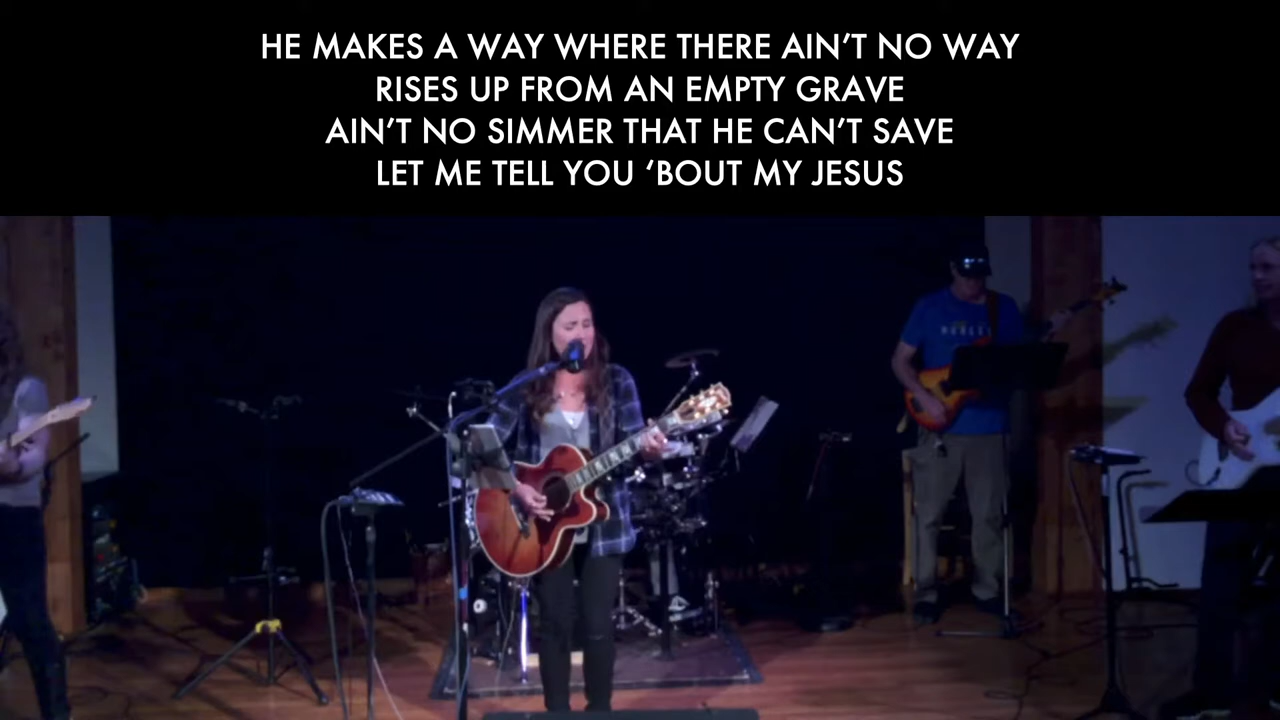 HE MAKES A WAY WHERE THERE AIN'T NO WAY
RISES UP FROM AN EMPTY GRAVE
AIN'T NO SIMMER THAT HE CAN'T SAVE
LET ME TELL YOU ‘BOUT MY JESUS